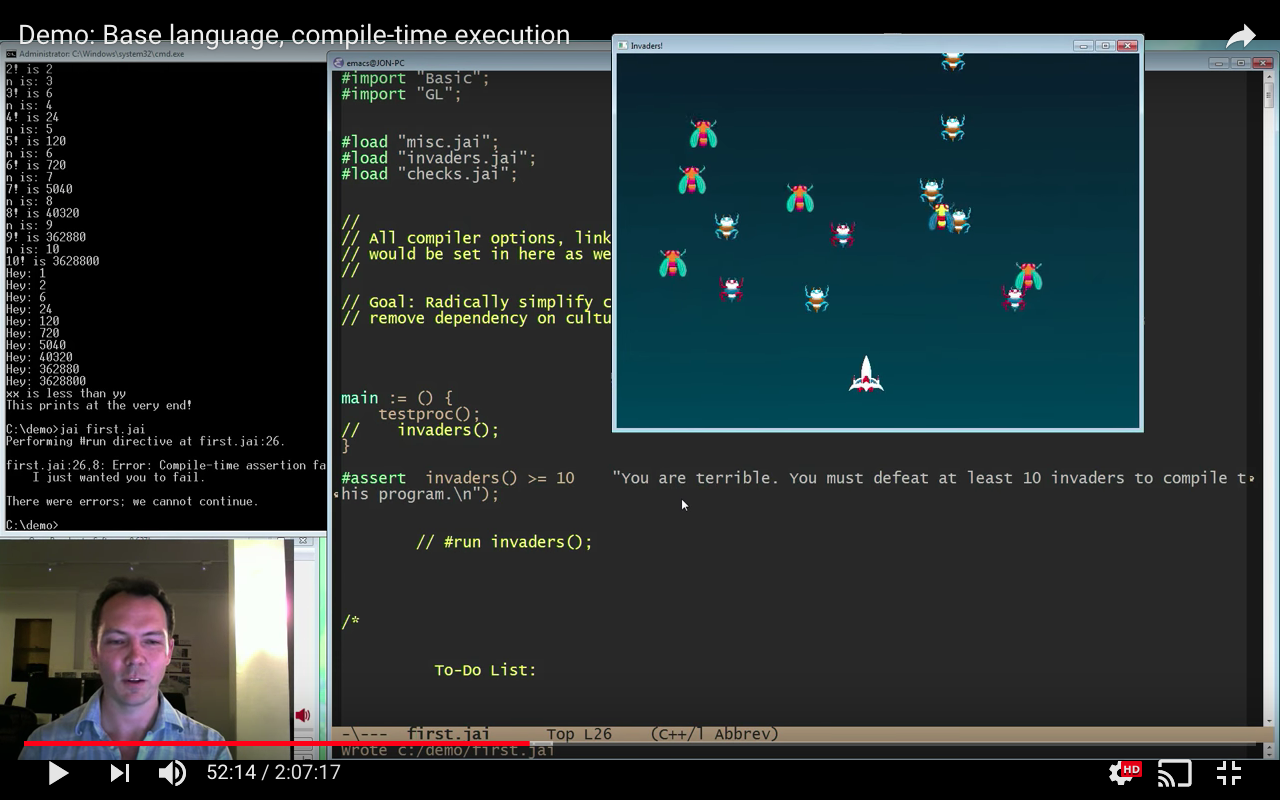 Demo: Base language, compile-time execution
Administrator: C:\Windows\system32\cmd.exe
2! is 2
n is: 3
3! is 6
n is: 4
4! is 24
n is: 5
5! is 120
n is: 6
6! is 720
n is: 7
7! is 5040
n is: 8
8! is 40320
n is: 9
9! is 362880
n is: 10
10! is 3628800
Hey: 1
Hey: 2
Hey: 6
Hey: 24
Hey: 120
Hey: 720
Hey: 5040
Hey: 40320
Hey: 362880
Hey: 3628800
xx is less than yy
This prints at the very end!
C:\demo>jai first.jai
Performing #run directive at first.jai:26.
first.jai:26,8: Error: Compile-time assertion fa
I just wanted you to fail.
There were errors; we cannot continue.
C:\demo>
emacs@JON-PC
#import "Basic";
#import "GL";
#load "misc.jai";
#load "invaders.jai";
#load "checks.jai";
//
// All compiler options, link
// would be set in here as we
//
// Goal: Radically simplify c
// remove dependency on cultu
main := () {
testproc();
// invaders();
}
#assert invaders() >= 10 "You are terrible. You must defeat at least 10 invaders to compile t
his program.\n");
// #run invaders();
/*
To-Do List:
-\--- first.jai Top L26 (C++/l Abbrev)
Wrote c:/demo/first.jai
Invaders!
52:14 / 2:07:17
HD